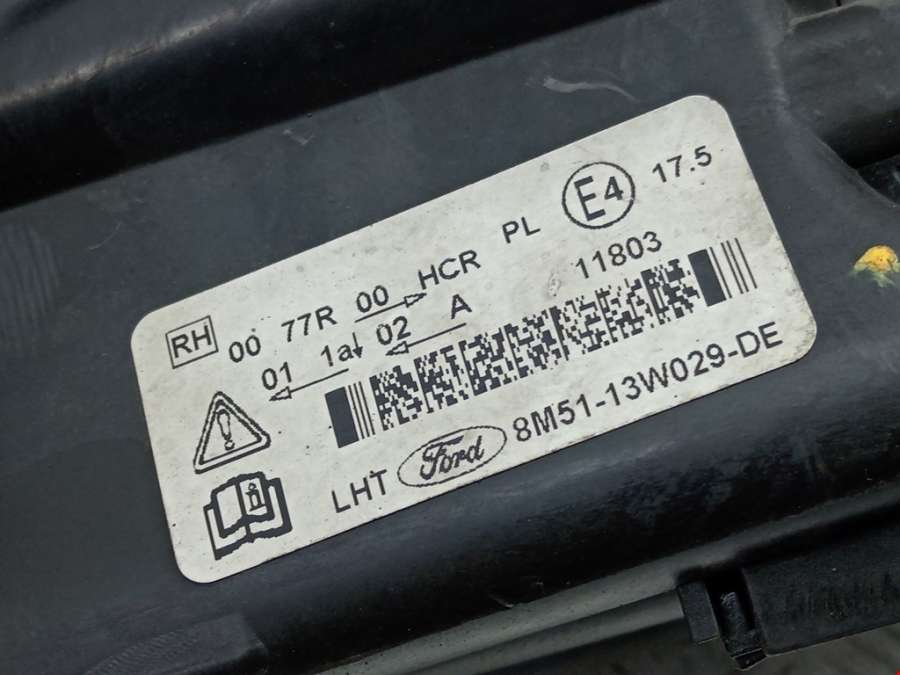 RH 00 77R 00 HCR PL E4 17.5
01 1a 02 A 11803
LHT Ford 8M51-13W029-DE